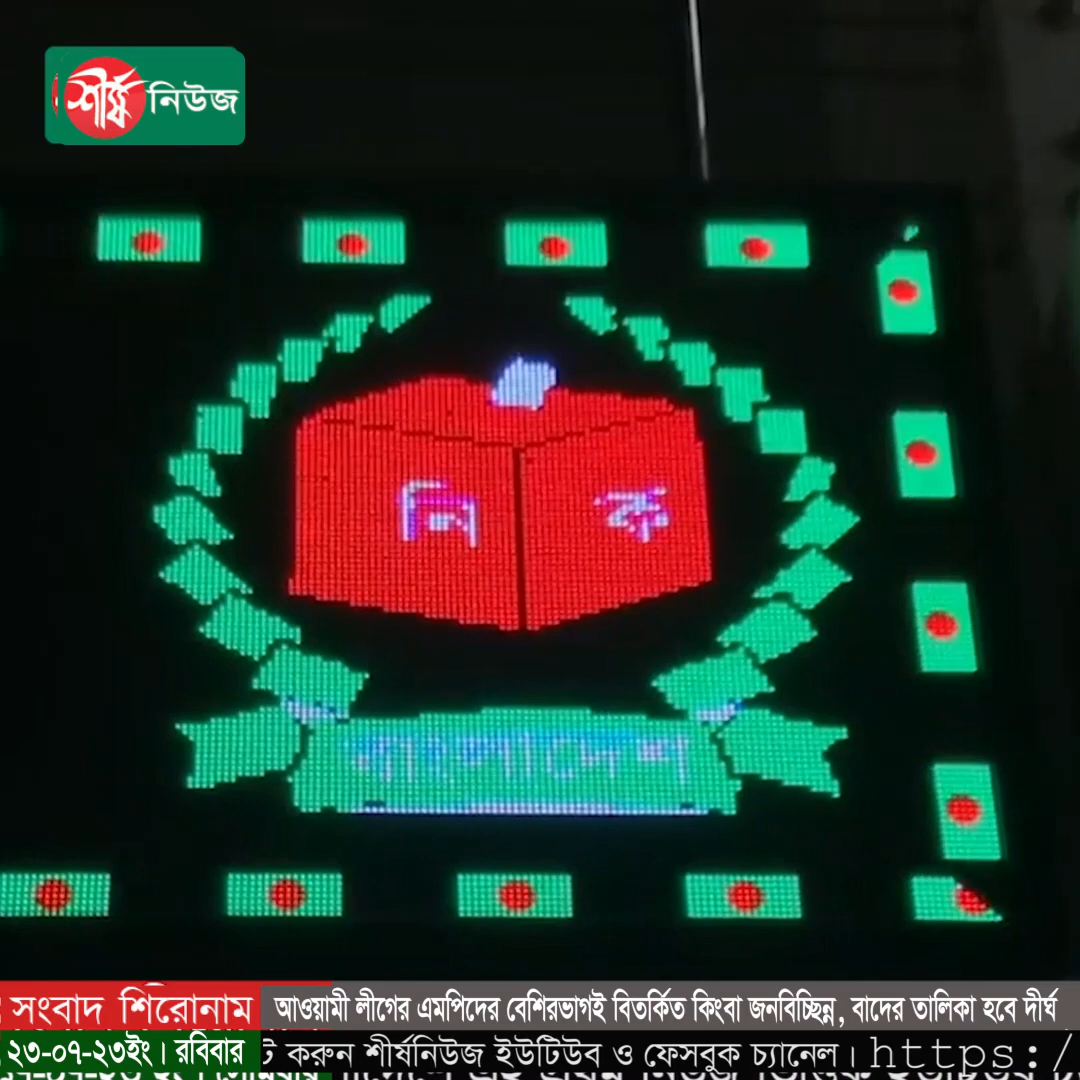 শীর্ষ নিউজ
নি ক
বাংলাদেশ
সংবাদ শিরোনাম
আওয়ামী লীগের এমপিদের বেশিরভাগই বিতর্কিত কিংবা জনবিচ্ছিন্ন, বাদের তালিকা হবে দীর্ঘ
২৩-০৭-২৩ইং। রবিবার
ট করুন শীর্ষনিউজ ইউটিউব ও ফেসবুক চ্যানেল। https:/